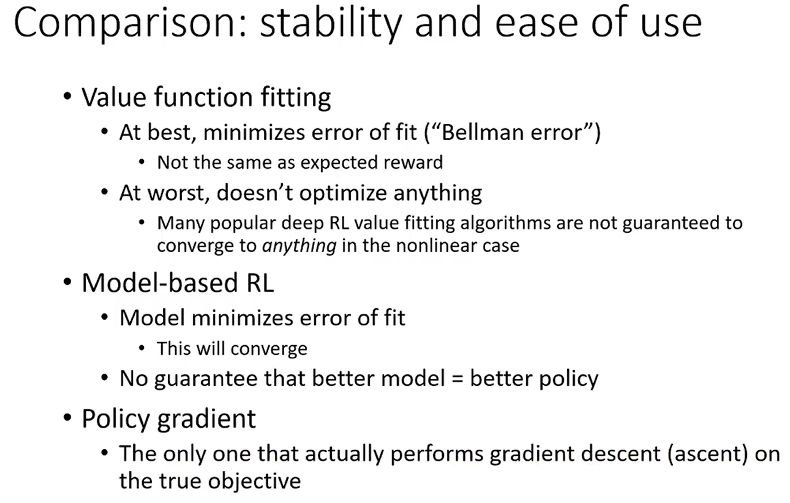 Comparison: stability and ease of use
• Value function fitting
• At best, minimizes error of fit (“Bellman error”)
• Not the same as expected reward
• At worst, doesn’t optimize anything
• Many popular deep RL value fitting algorithms are not guaranteed to
converge to anything in the nonlinear case
• Model-based RL
• Model minimizes error of fit
• This will converge
• No guarantee that better model = better policy
• Policy gradient
• The only one that actually performs gradient descent (ascent) on
the true objective